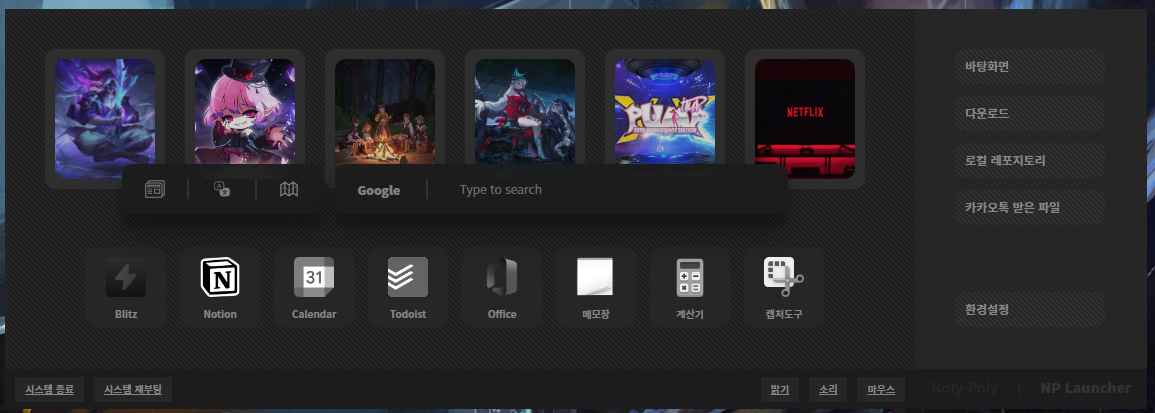 PUMP
NETFLIX
Google
Type to search
31
N
Blitz
Notion
Calendar
Todoist
Office
메모장
계산기
캡처도구
바탕화면
다운로드
로컬 레포지토리
카카오톡 받은 파일
환경설정
시스템 종료
시스템 재부팅
밝기
소리
마우스
Noly-Poly
NP Launcher